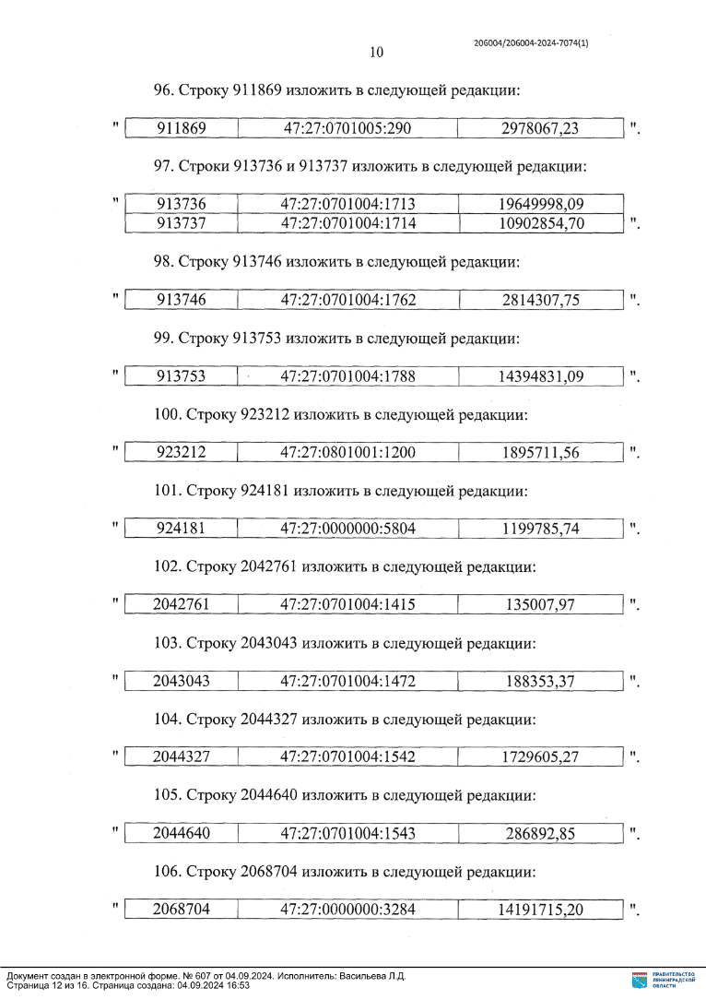 206004/206004-2024-7074(1)
10
96. Строку 911869 изложить в следующей редакции:
" 911869 47:27:0701005:290 2978067,23 ".
97. Строки 913736 и 913737 изложить в следующей редакции:
" 913736 47:27:0701004:1713 19649998,09
913737 47:27:0701004:1714 10902854,70 ".
98. Строку 913746 изложить в следующей редакции:
" 913746 47:27:0701004:1762 2814307,75 ".
99. Строку 913753 изложить в следующей редакции:
" 913753 47:27:0701004:1788 14394831,09 ".
100. Строку 923212 изложить в следующей редакции:
" 923212 47:27:0801001:1200 1895711,56 ".
101. Строку 924181 изложить в следующей редакции:
" 924181 47:27:0000000:5804 1199785,74 ".
102. Строку 2042761 изложить в следующей редакции:
" 2042761 47:27:0701004:1415 135007,97 ".
103. Строку 2043043 изложить в следующей редакции:
" 2043043 47:27:0701004:1472 188353,37 ".
104. Строку 2044327 изложить в следующей редакции:
" 2044327 47:27:0701004:1542 1729605,27 ".
105. Строку 2044640 изложить в следующей редакции:
" 2044640 47:27:0701004:1543 286892,85 ".
106. Строку 2068704 изложить в следующей редакции:
" 2068704 47:27:0000000:3284 14191715,20 ".
Документ создан в электронной форме. № 607 от 04.09.2024. Исполнитель: Васильева Л.Д.
Страница 12 из 16. Страница создана: 04.09.2024 16:53
ПРАВИТЕЛЬСТВО
ЛЕНИНГРАДСКОЙ
ОБЛАСТИ